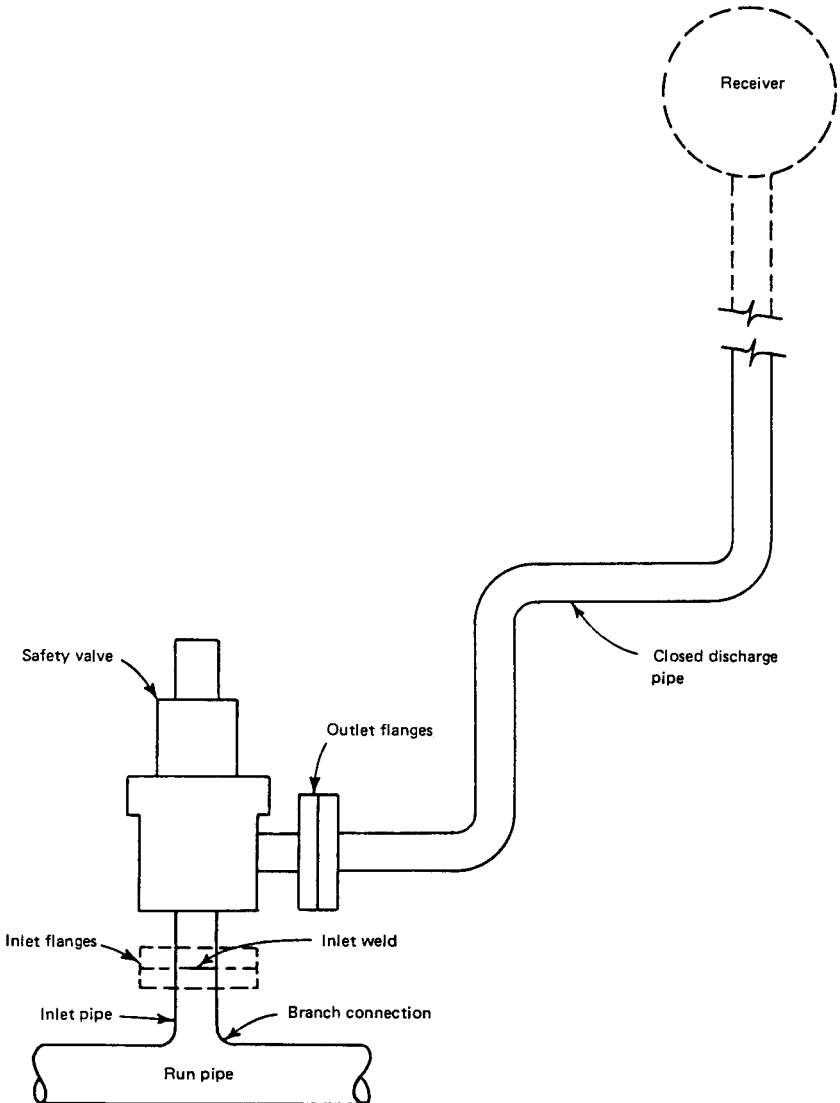 Receiver
Safety valve
Closed discharge
pipe
Outlet flanges
Inlet flanges
Inlet weld
Inlet pipe
Branch connection
Run pipe